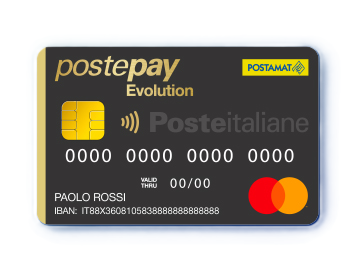 postepay
POSTAMAT
Evolution
Posteitaliane
0000 0000 0000 0000
VALID
THRU 00/00
PAOLO ROSSI
IBAN: IT88X3608105838888888888888